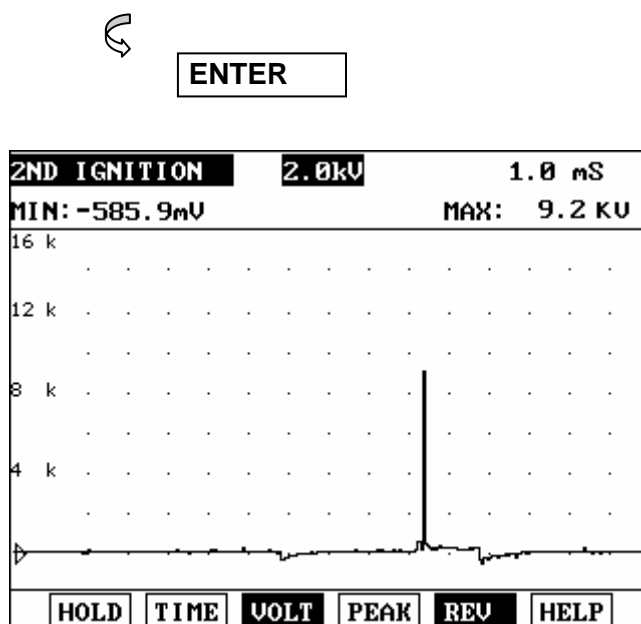 ENTER
2ND IGNITION 2.0kV 1.0 mS
MIN:-585.9mV MAX: 9.2 KV
16 k
12 k
8 k
4 k
HOLD TIME VOLT PEAK REV HELP